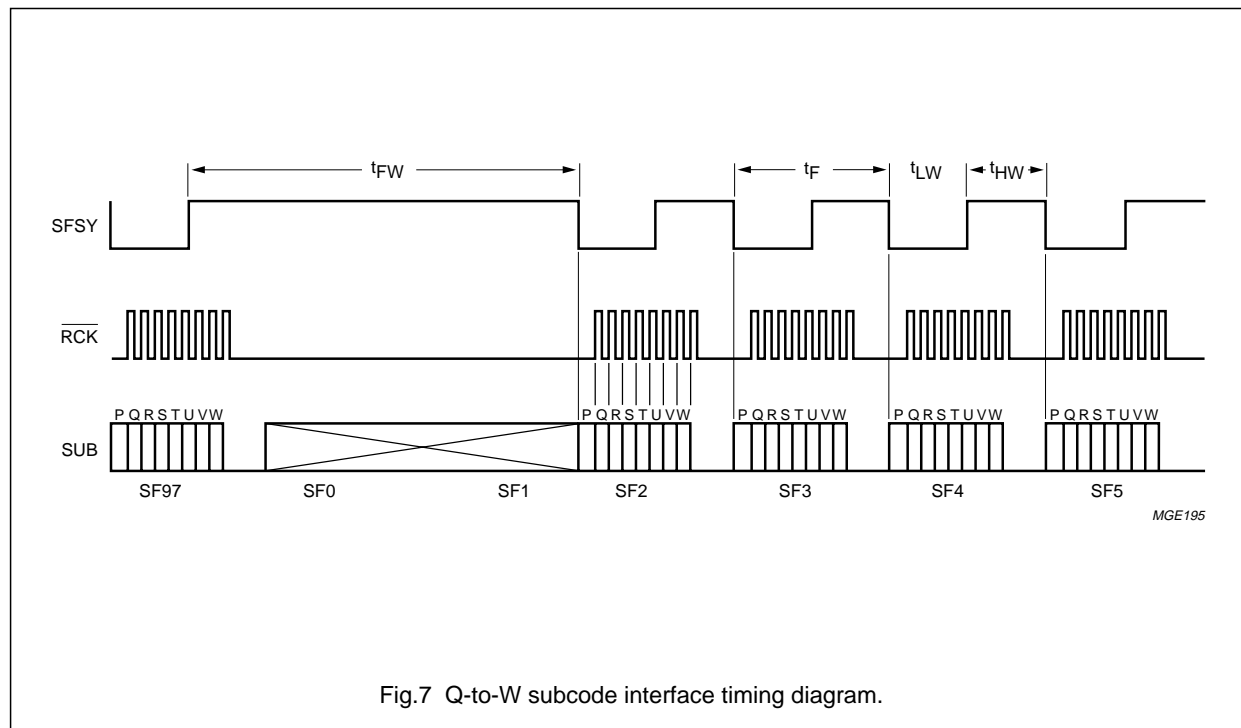 tFW tF tLW tHW
SFSY
RCK
P Q R S T U V W P Q R S T U V W P Q R S T U V W P Q R S T U V W P Q R S T U V W
SUB
SF97 SF0 SF1 SF2 SF3 SF4 SF5
MGE195
Fig.7 Q-to-W subcode interface timing diagram.